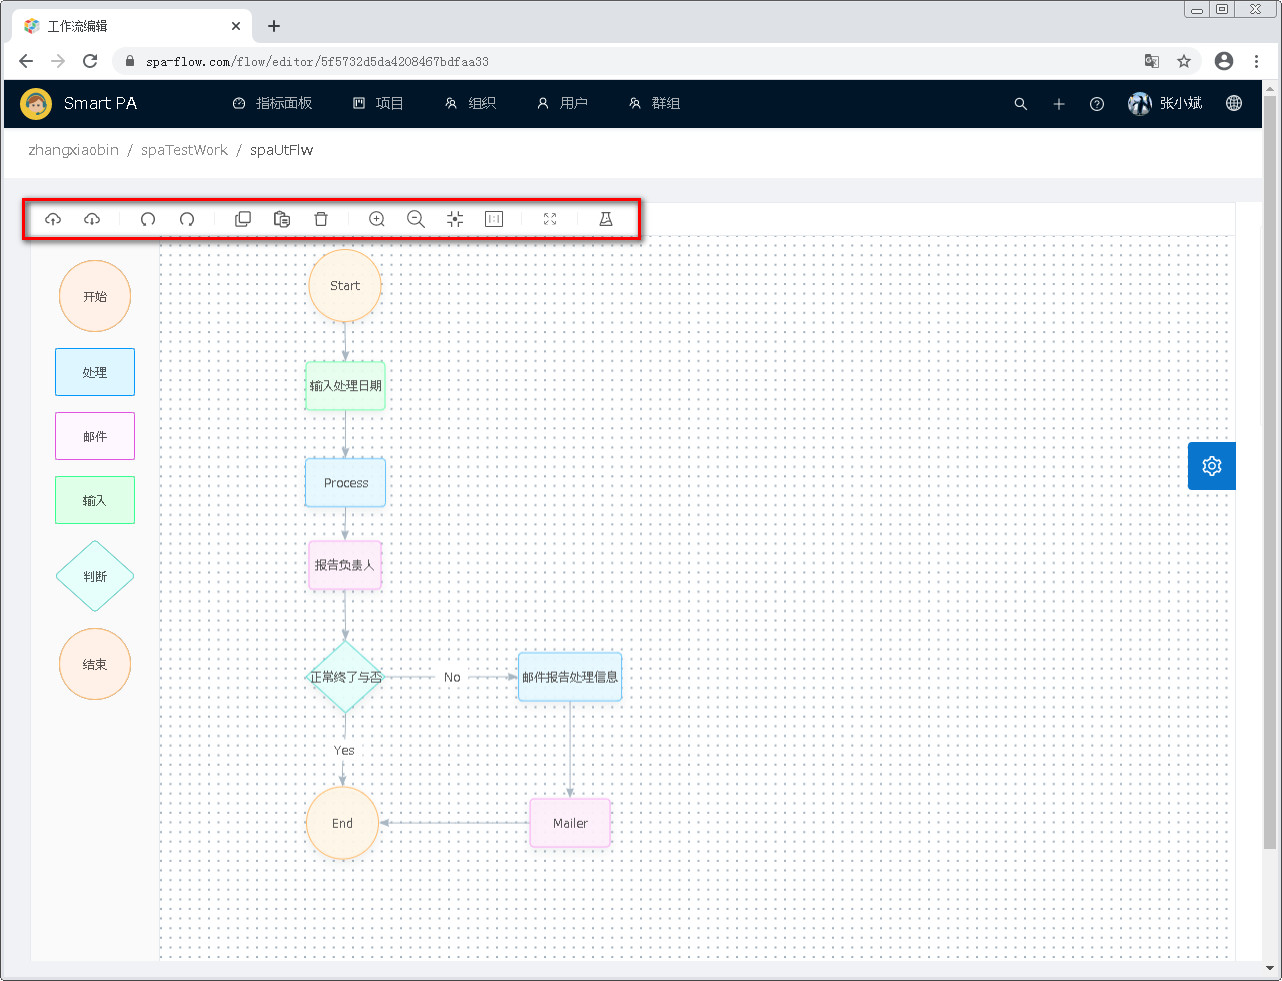 工作流编辑
spa-flow.com/flow/editor/5f5732d5da4208467bdfaa33
Smart PA
指标面板
项目
组织
用户
群组
张小斌
zhangxiaobin / spaTestWork / spaUtFlw
开始
处理
邮件
输入
判断
结束
Start
输入处理日期
Process
报告负责人
正常终了与否
No
邮件报告处理信息
Yes
End
Mailer